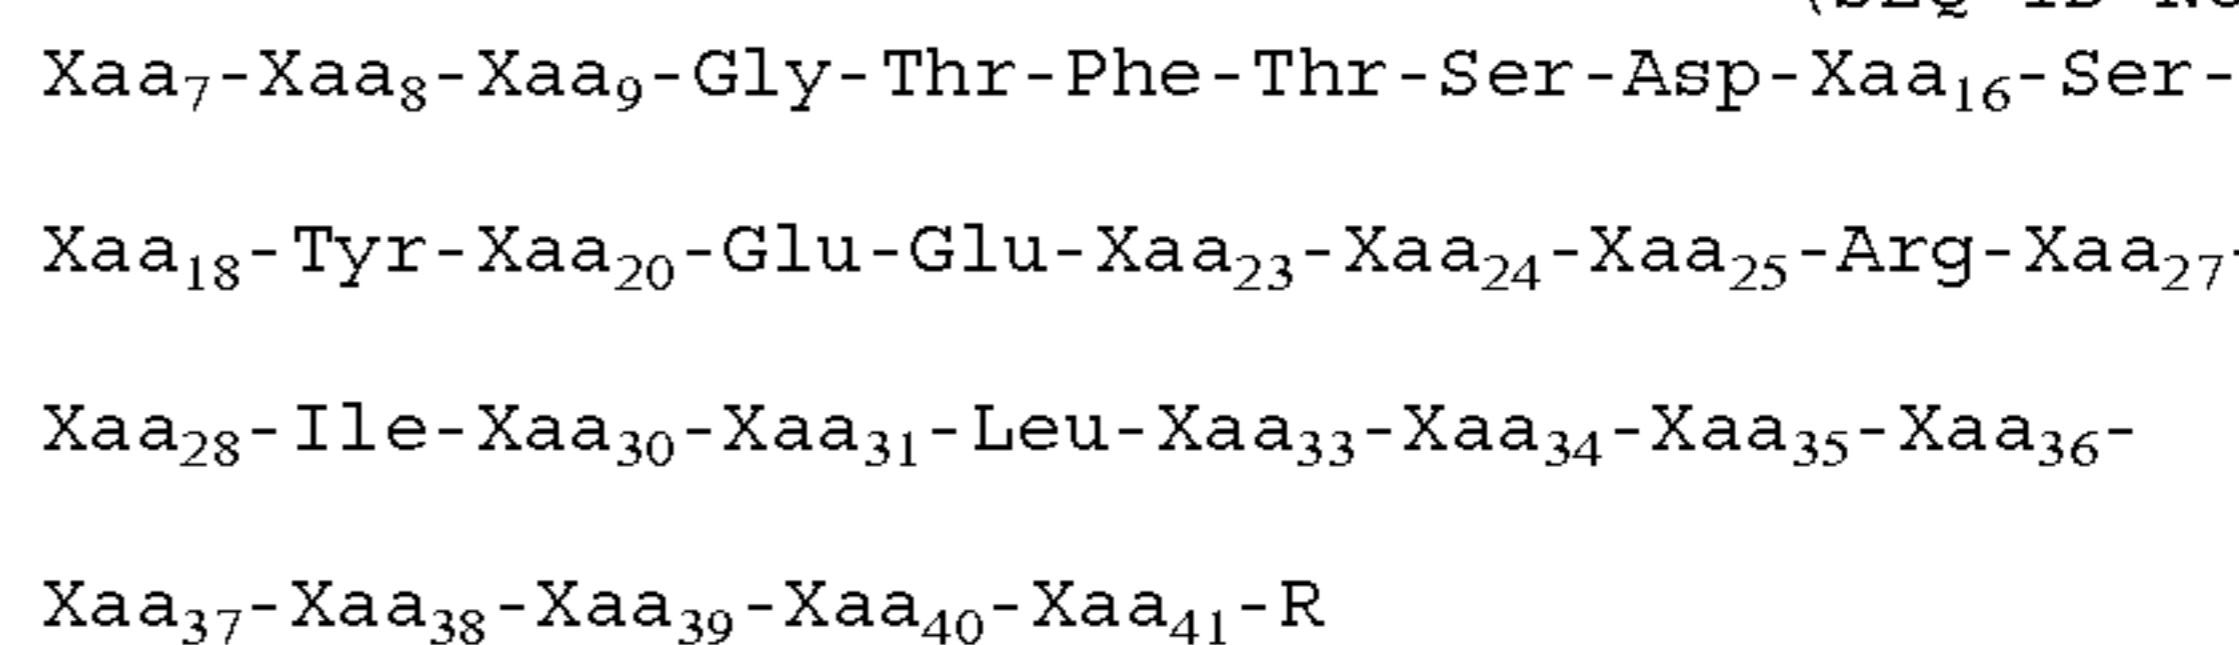 Xaa₇-Xaa₈-Xaa₉-Gly-Thr-Phe-Thr-Ser-Asp-Xaa₁₆-Ser-
Xaa₁₈-Tyr-Xaa₂₀-Glu-Glu-Xaa₂₃-Xaa₂₄-Xaa₂₅-Arg-Xaa₂₇-
Xaa₂₈-Ile-Xaa₃₀-Xaa₃₁-Leu-Xaa₃₃-Xaa₃₄-Xaa₃₅-Xaa₃₆-
Xaa₃₇-Xaa₃₈-Xaa₃₉-Xaa₄₀-Xaa₄₁-R